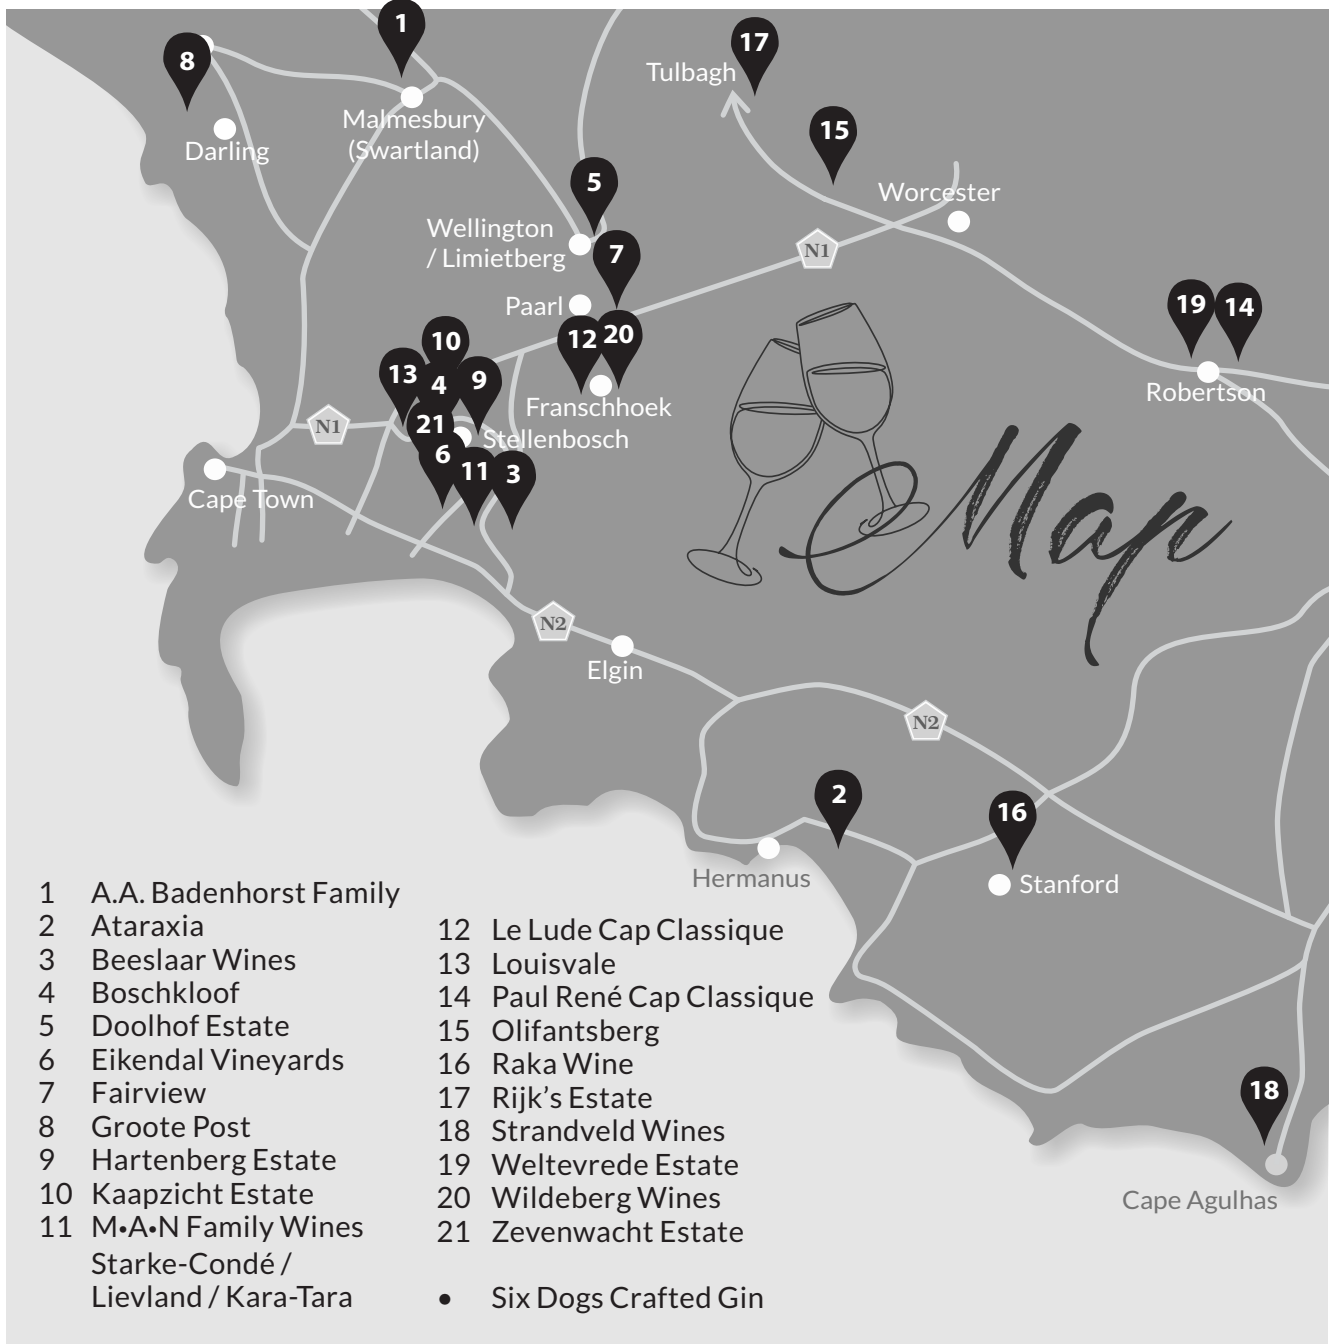 1
17
8
Tulbagh
Malmesbury
(Swartland)
15
Darling
5
Worcester
Wellington
/ Limietberg
7
N1
Paarl
19
14
10
12
20
13
4
9
Robertson
Franschhoek
N1
21
Stellenbosch
6
11
3
Cape Town
Map
N2
Elgin
N2
2
16
Hermanus
Stanford
18
Cape Agulhas
1 A.A. Badenhorst Family
2 Ataraxia
3 Beeslaar Wines
4 Boschkloof
5 Doolhof Estate
6 Eikendal Vineyards
7 Fairview
8 Groote Post
9 Hartenberg Estate
10 Kaapzicht Estate
11 M•A•N Family Wines
Starke-Condé /
Lievland / Kara-Tara
12 Le Lude Cap Classique
13 Louisvale
14 Paul René Cap Classique
15 Olifantsberg
16 Raka Wine
17 Rijk’s Estate
18 Strandveld Wines
19 Weltevrede Estate
20 Wildeberg Wines
21 Zevenwacht Estate
• Six Dogs Crafted Gin